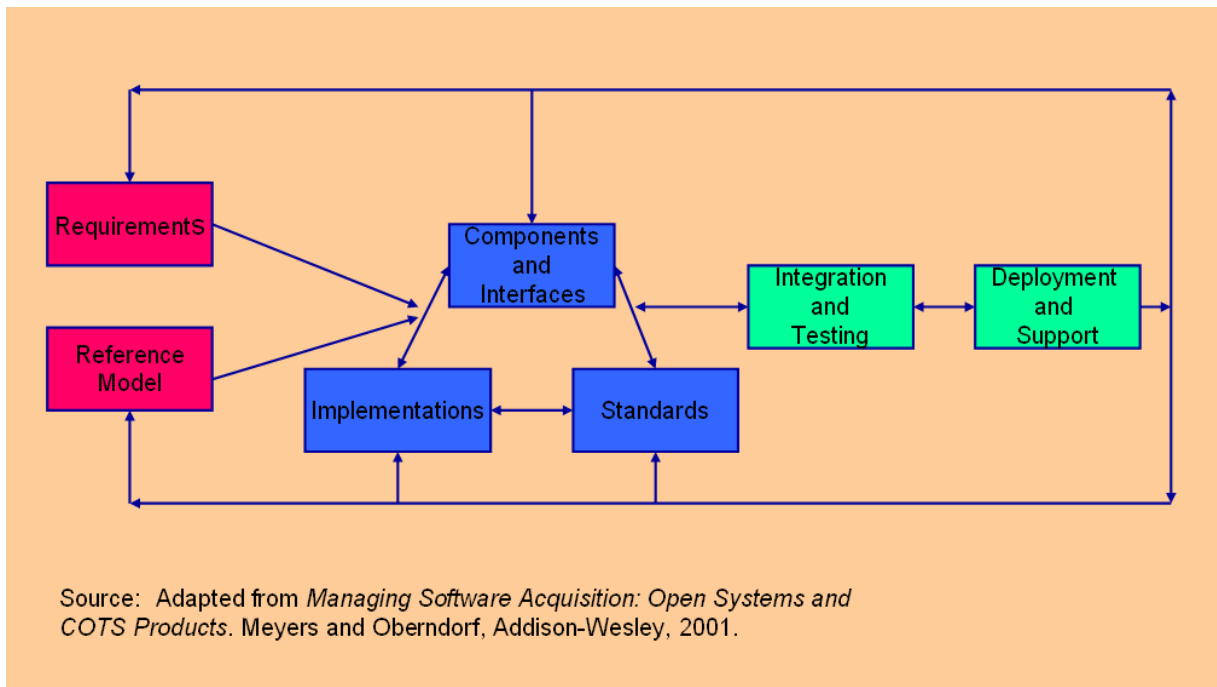 Requirements
Components
and
Interfaces
Integration
and
Testing
Deployment
and
Support
Reference
Model
Implementations
Standards
Source:  Adapted from Managing Software Acquisition: Open Systems and
COTS Products. Meyers and Oberndorf, Addison-Wesley, 2001.